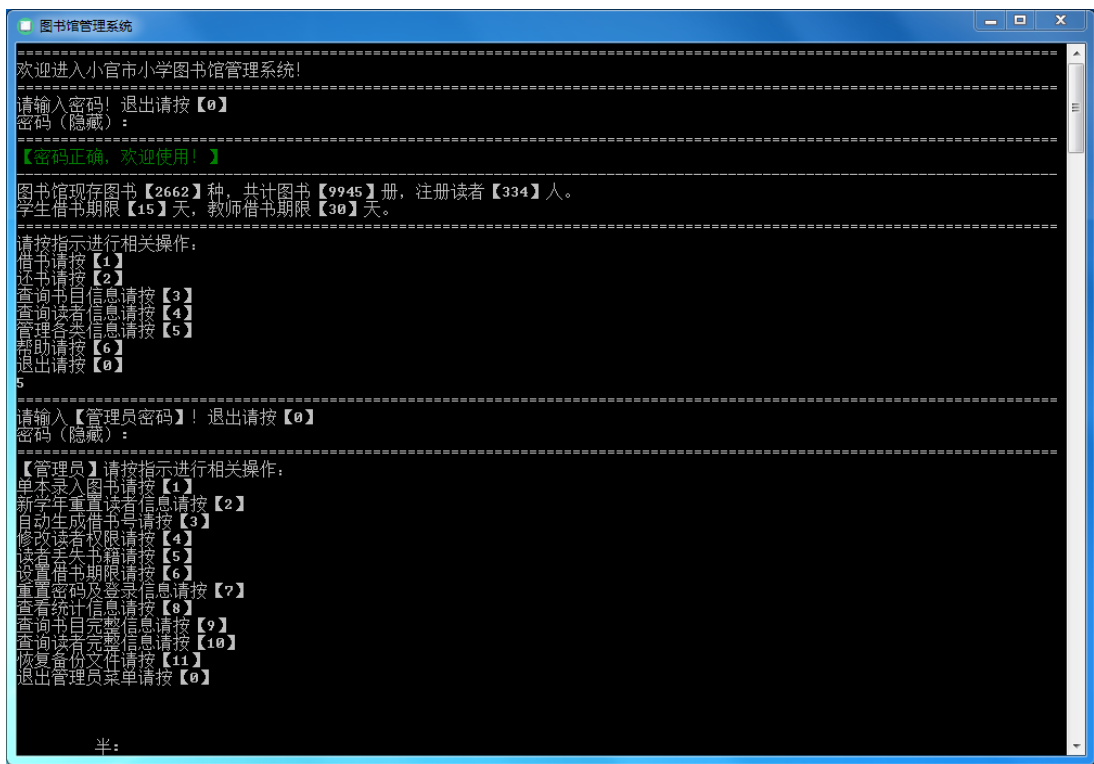 图书馆管理系统
欢迎进入小官市小学图书馆管理系统！
请输入密码！退出请按【0】
密码（隐藏）：
【密码正确，欢迎使用！】
图书馆现存图书【2662】种，共计图书【9945】册，注册读者【334】人。
学生借书期限【15】天，教师借书期限【30】天。
请按指示进行相关操作：
借书请按【1】
还书请按【2】
查询书目信息请按【3】
查询读者信息请按【4】
管理各类信息请按【5】
帮助请按【6】
退出请按【0】
5
请输入【管理员密码】！退出请按【0】
密码（隐藏）：
【管理员】请按指示进行相关操作：
单本录入图书请按【1】
新学年重置读者信息请按【2】
自动生成借书号请按【3】
修改读者权限请按【4】
读者丢失书籍请按【5】
设置借书期限请按【6】
重置密码及登录信息请按【7】
查看统计信息请按【8】
查询书目完整信息请按【9】
查询读者完整信息请按【10】
恢复备份文件请按【11】
退出管理员菜单请按【0】
半：